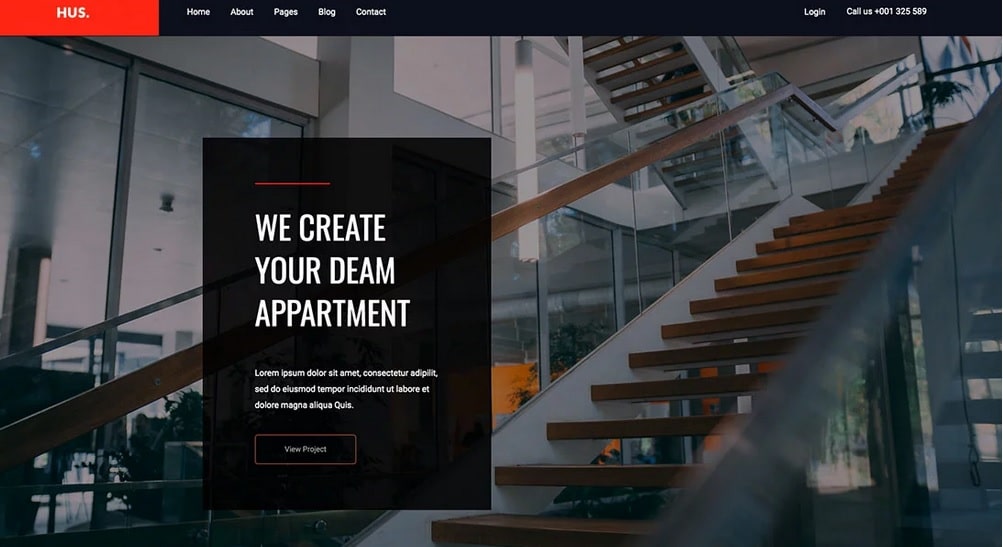 HUS.
Home About Pages Blog Contact
Login Call us +001 325 589
WE CREATE
YOUR DEAM
APPARTMENT
Lorem ipsum dolor sit amet, consectetur adipilit,
sed do eiusmod tempor incididunt ut labore et
dolore magna aliqua Quis.
View Project